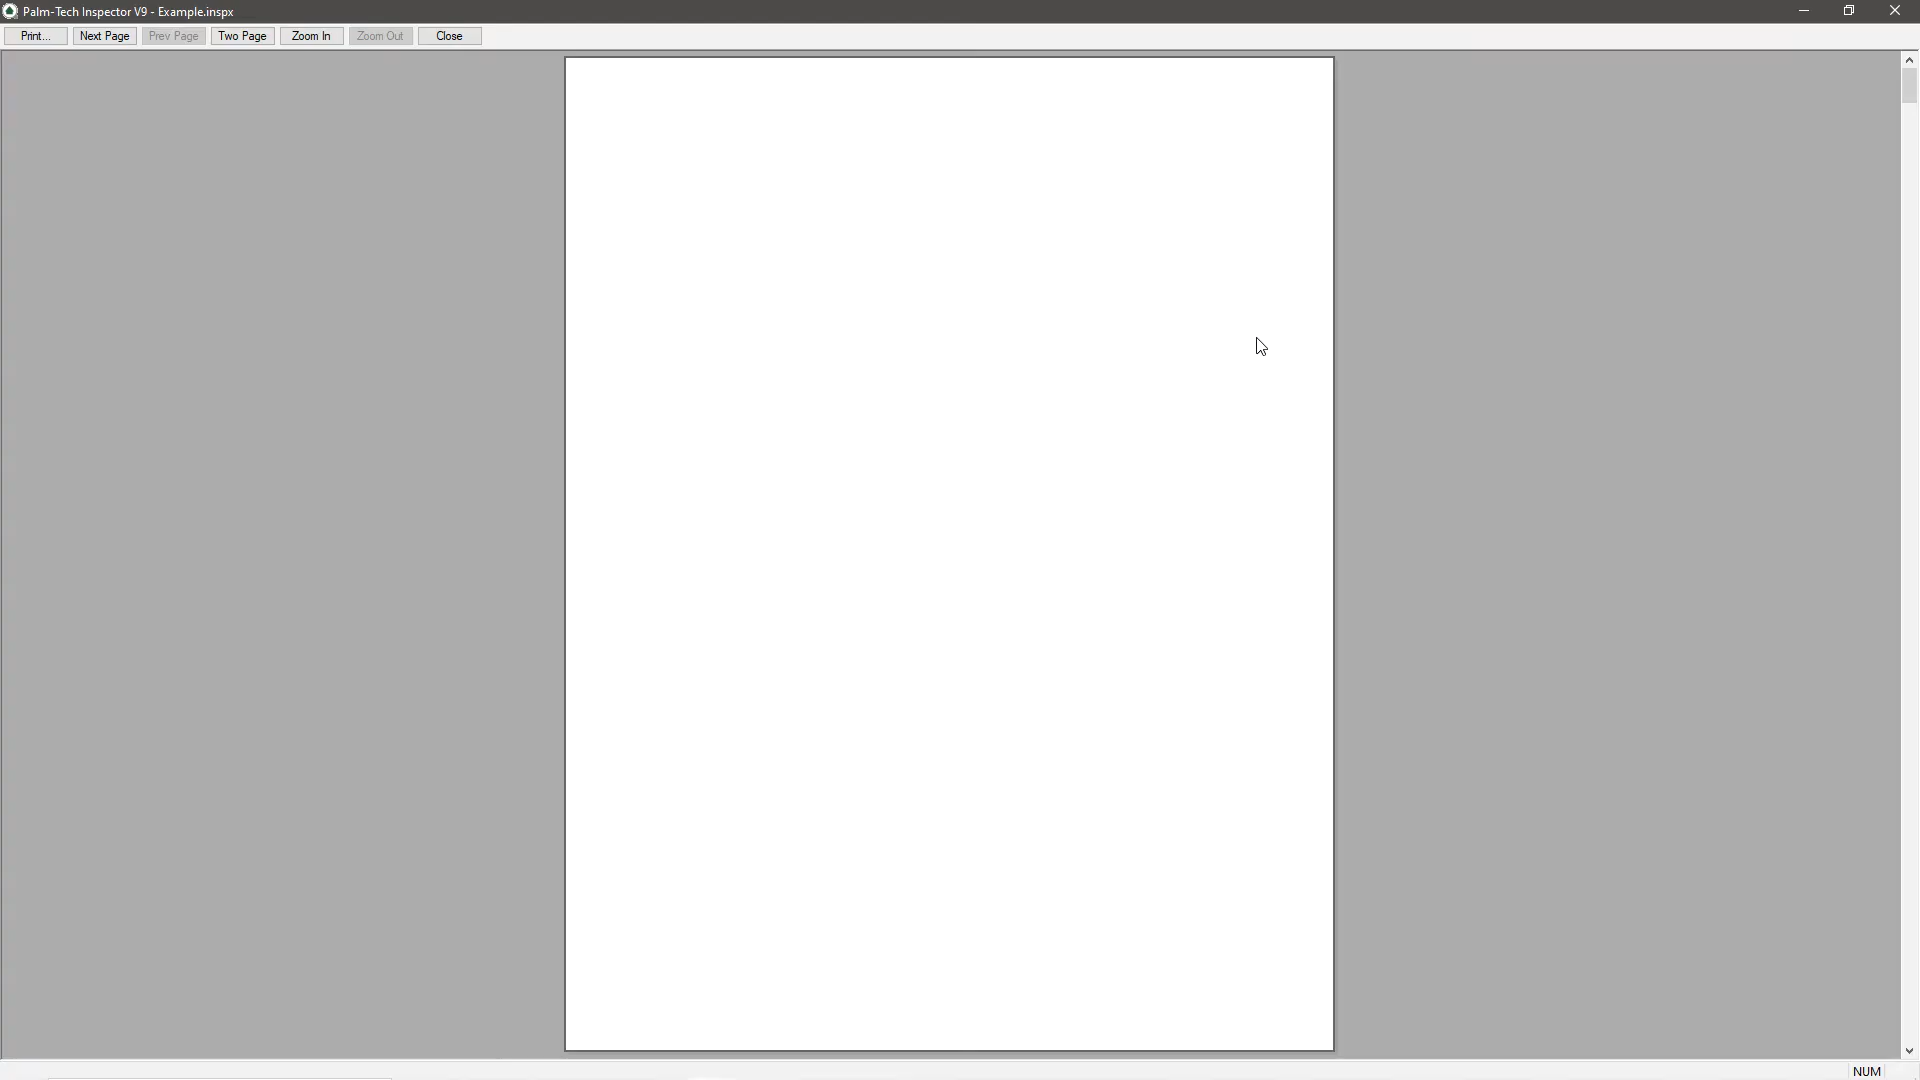 Palm-Tech Inspector V9 - Example.inspx
Print... Next Page Prev Page Two Page Zoom In Zoom Out Close
NUM